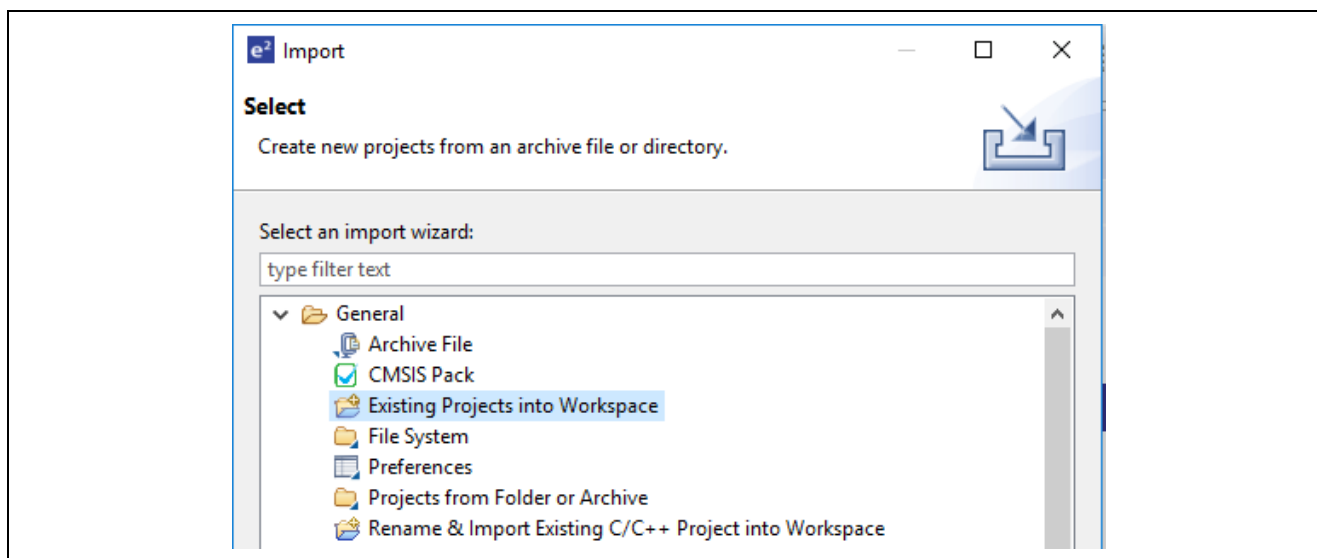 e² Import
Select
Create new projects from an archive file or directory.
Select an import wizard:
type filter text
General
Archive File
CMSIS Pack
Existing Projects into Workspace
File System
Preferences
Projects from Folder or Archive
Rename & Import Existing C/C++ Project into Workspace